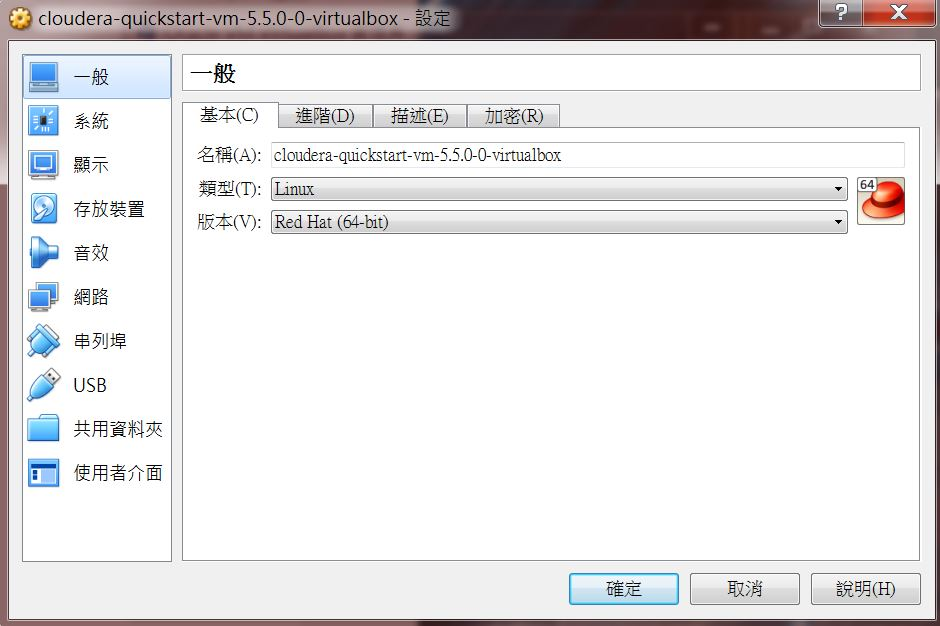 cloudera-quickstart-vm-5.5.0-0-virtualbox - 設定
?
X
一般
系統
顯示
存放裝置
音效
網路
串列埠
USB
共用資料夾
使用者介面
一般
基本(C) 進階(D) 描述(E) 加密(R)
名稱(A): cloudera-quickstart-vm-5.5.0-0-virtualbox
類型(T): Linux
64
版本(V): Red Hat (64-bit)
確定 取消 說明(H)